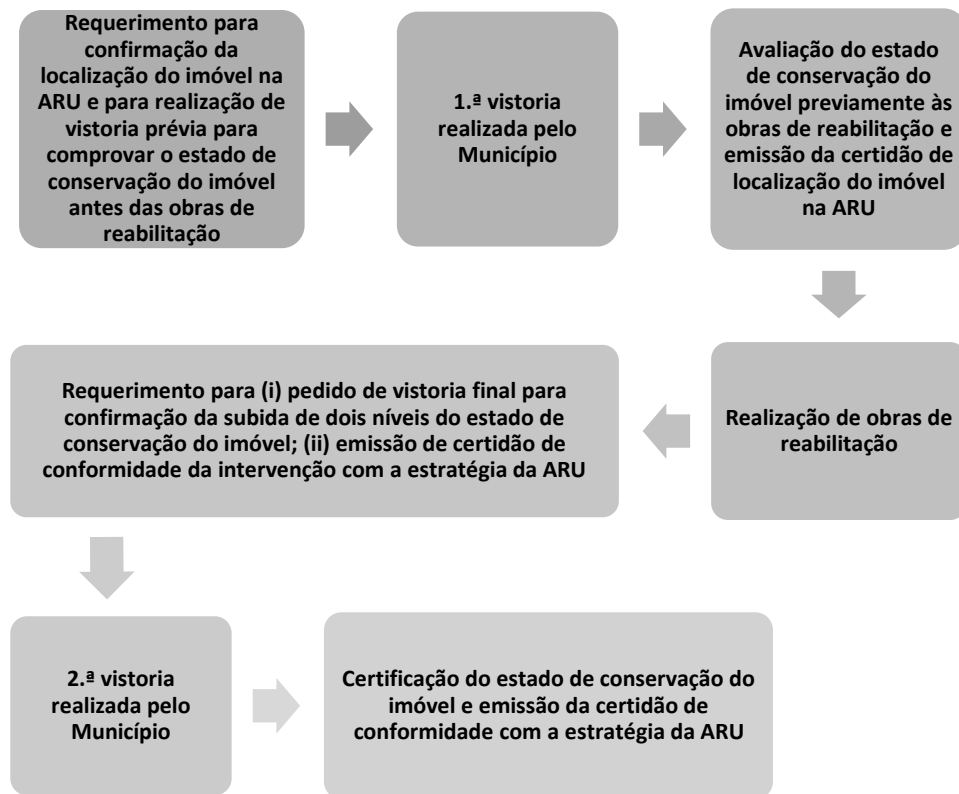 Requerimento para
confirmação da
localização do imóvel na
ARU e para realização de
vistoria prévia para
comprovar o estado de
conservação do imóvel
antes das obras de
reabilitação
1.ª vistoria
realizada pelo
Município
Avaliação do estado
de conservação do
imóvel previamente às
obras de reabilitação e
emissão da certidão de
localização do imóvel
na ARU
Realização de obras de
reabilitação
Requerimento para (i) pedido de vistoria final para
confirmação da subida de dois níveis do estado de
conservação do imóvel; (ii) emissão de certidão de
conformidade da intervenção com a estratégia da ARU
2.ª vistoria
realizada pelo
Município
Certificação do estado de conservação do
imóvel e emissão da certidão de
conformidade com a estratégia da ARU